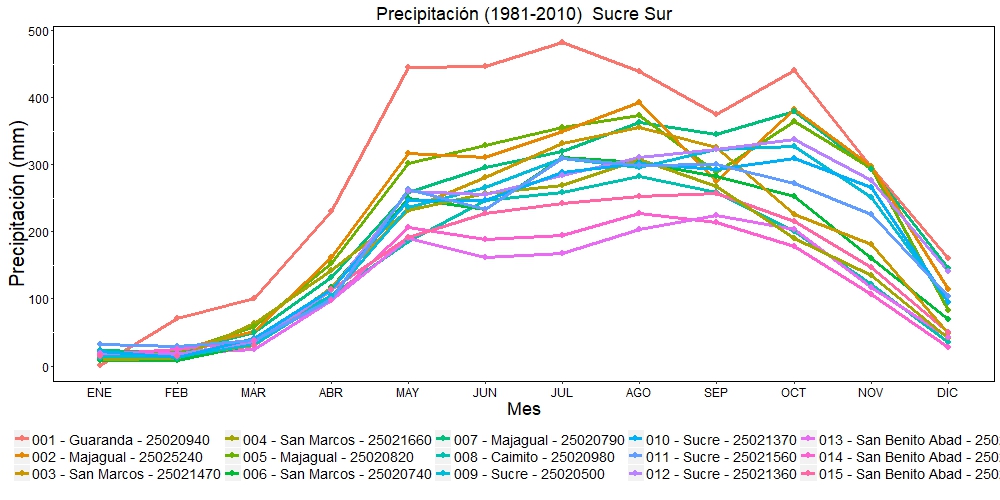 Precipitación (1981-2010)  Sucre Sur
Precipitación (mm)
500
400
300
200
100
0
ENE FEB MAR ABR MAY JUN JUL AGO SEP OCT NOV DIC
Mes
001 - Guaranda - 25020940 004 - San Marcos - 25021660 007 - Majagual - 25020790 010 - Sucre - 25021370 013 - San Benito Abad - 250
002 - Majagual - 25025240 005 - Majagual - 25020820 008 - Caimito - 25020980 011 - Sucre - 25021560 014 - San Benito Abad - 250
003 - San Marcos - 25021470 006 - San Marcos - 25020740 009 - Sucre - 25020500 012 - Sucre - 25021360 015 - San Benito Abad - 250